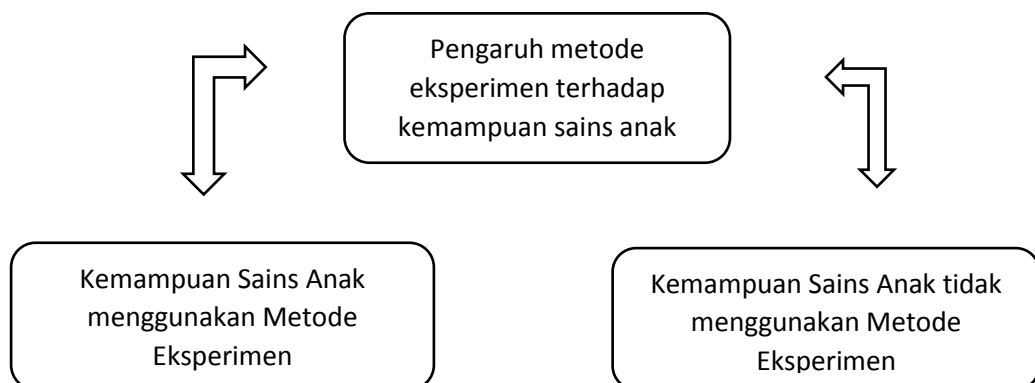 Pengaruh metode
eksperimen terhadap
kemampuan sains anak
Kemampuan Sains Anak
menggunakan Metode
Eksperimen
Kemampuan Sains Anak tidak
menggunakan Metode
Eksperimen